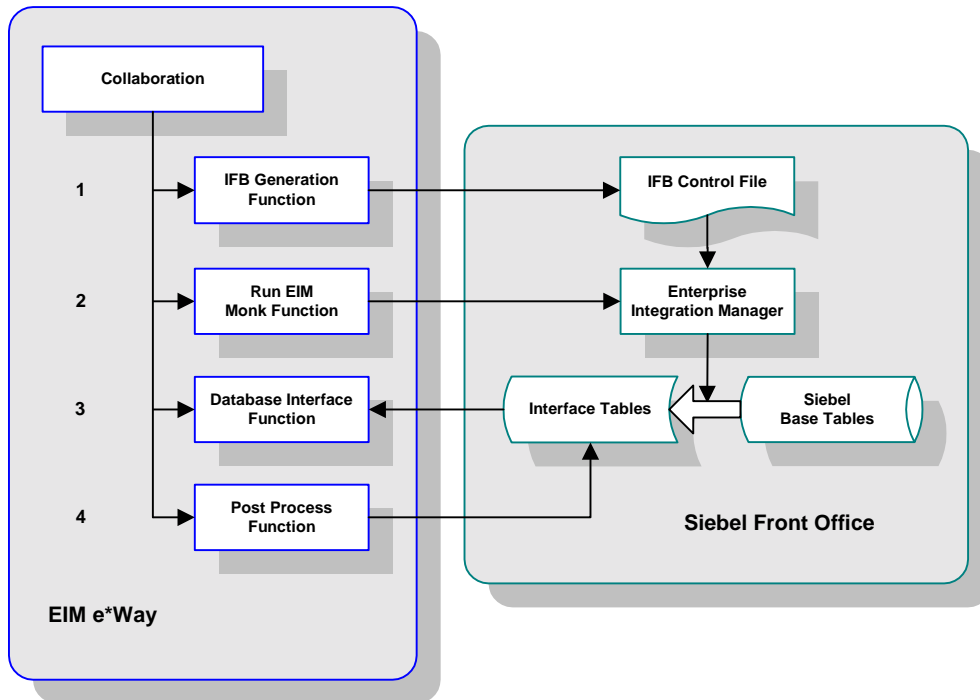 Collaboration
1
IFB Generation
Function
IFB Control File
2
Run EIM
Monk Function
Enterprise
Integration Manager
3
Database Interface
Function
Interface Tables
Siebel
Base Tables
4
Post Process
Function
Siebel Front Office
EIM e*Way